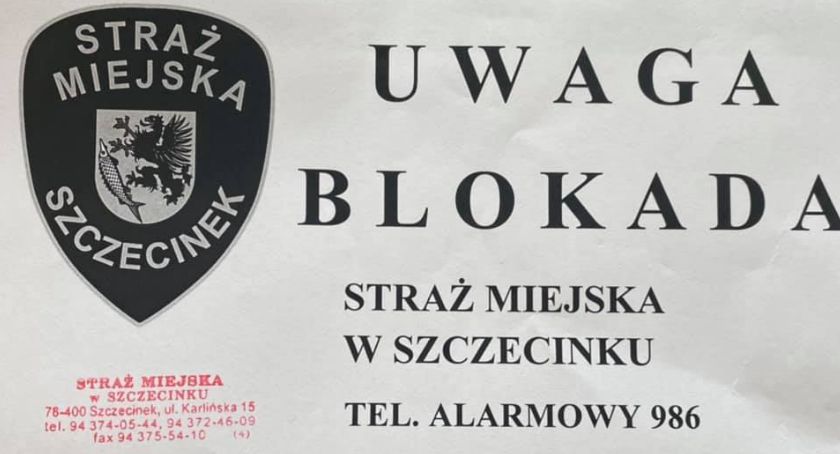 STRAŻ
MIEJSKA
SZCZECINEK
UWAGA
BLOKADA
STRAŻ MIEJSKA
W SZCZECINKU
TEL. ALARMOWY 986
STRAŻ MIEJSKA
w SZCZECINKU
78-400 Szczecinek, ul. Karlińska 15
tel. 94 374-05-44, 94 372-46-09
fax 94 375-54-10 (4)